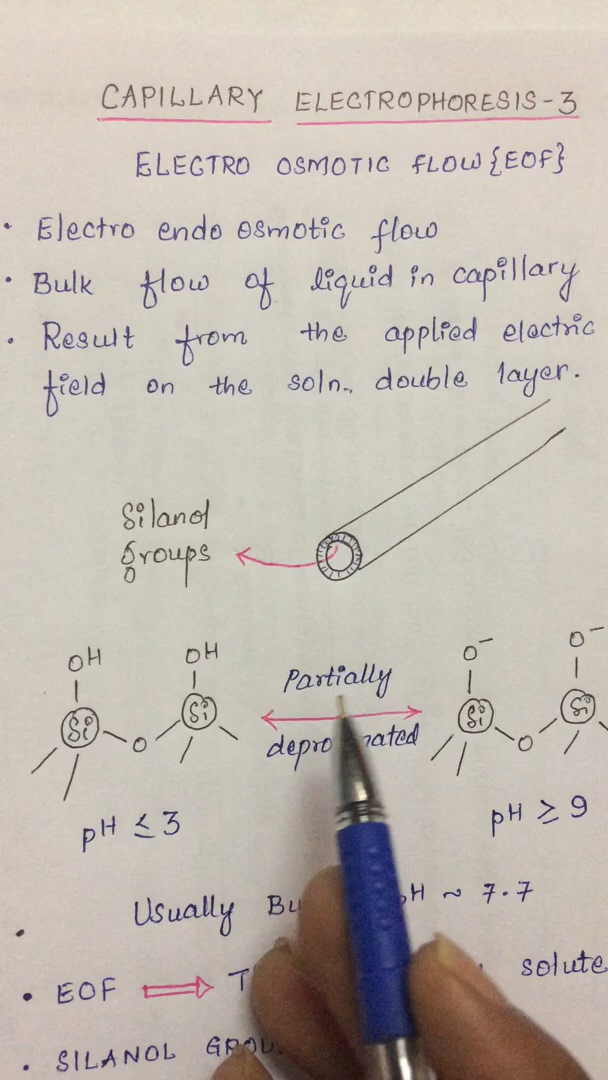 CAPILLARY ELECTROPHORESIS-3
ELECTRO OSMOTIC FLOW {EOF}
• Electro endo osmotic flow
• Bulk flow of liquid in capillary
• Result from the applied electric
field on the soln.. double layer.
Silanol
groups
OH OH O⁻ O⁻
Partially
Si Si Si Si
O O
pH ≤ 3
pH ≥ 9
• Usually pH ~ 7.7
• EOF ⇒ solute
• SILANOL